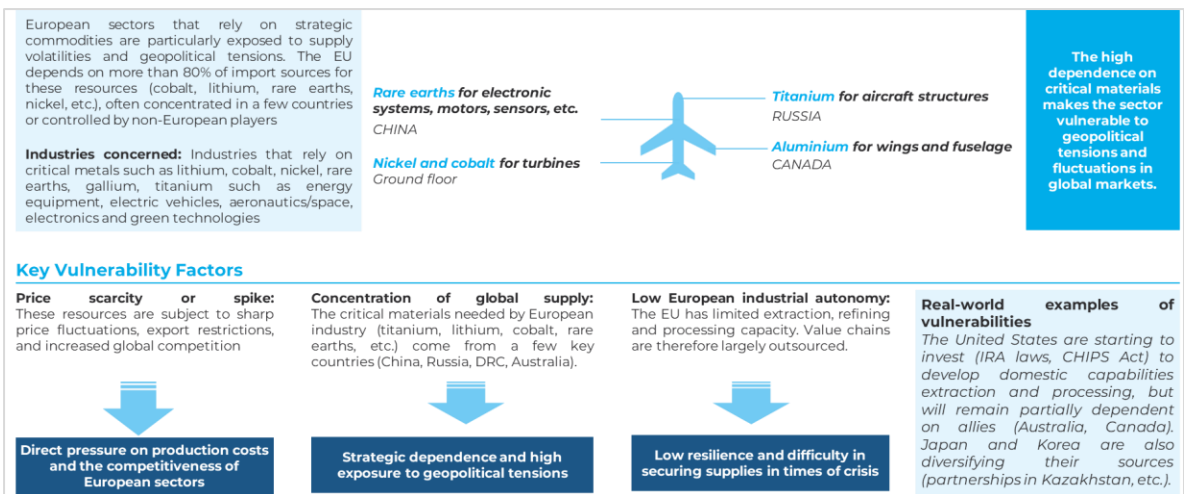 European sectors that rely on strategic
commodities are particularly exposed to supply
volatilities and geopolitical tensions. The EU
depends on more than 80% of import sources for
these resources (cobalt, lithium, rare earths,
nickel, etc.), often concentrated in a few countries
or controlled by non-European players
Industries concerned: Industries that rely on
critical metals such as lithium, cobalt, nickel, rare
earths, gallium, titanium such as energy
equipment, electric vehicles, aeronautics/space,
electronics and green technologies
Rare earths for electronic
systems, motors, sensors, etc.
CHINA
Nickel and cobalt for turbines
Ground floor
Titanium for aircraft structures
RUSSIA
Aluminium for wings and fuselage
CANADA
The high
dependence on
critical materials
makes the sector
vulnerable to
geopolitical
tensions and
fluctuations in
global markets.
Key Vulnerability Factors
Price scarcity or spike:
These resources are subject to sharp
price fluctuations, export restrictions,
and increased global competition
Direct pressure on production costs
and the competitiveness of
European sectors
Concentration of global supply:
The critical materials needed by European
industry (titanium, lithium, cobalt, rare
earths, etc.) come from a few key
countries (China, Russia, DRC, Australia).
Strategic dependence and high
exposure to geopolitical tensions
Low European industrial autonomy:
The EU has limited extraction, refining
and processing capacity. Value chains
are therefore largely outsourced.
Low resilience and difficulty in
securing supplies in times of crisis
Real-world examples of
vulnerabilities
The United States are starting to
invest (IRA laws, CHIPS Act) to
develop domestic capabilities
extraction and processing, but
will remain partially dependent
on allies (Australia, Canada).
Japan and Korea are also
diversifying their sources
(partnerships in Kazakhstan, etc.).